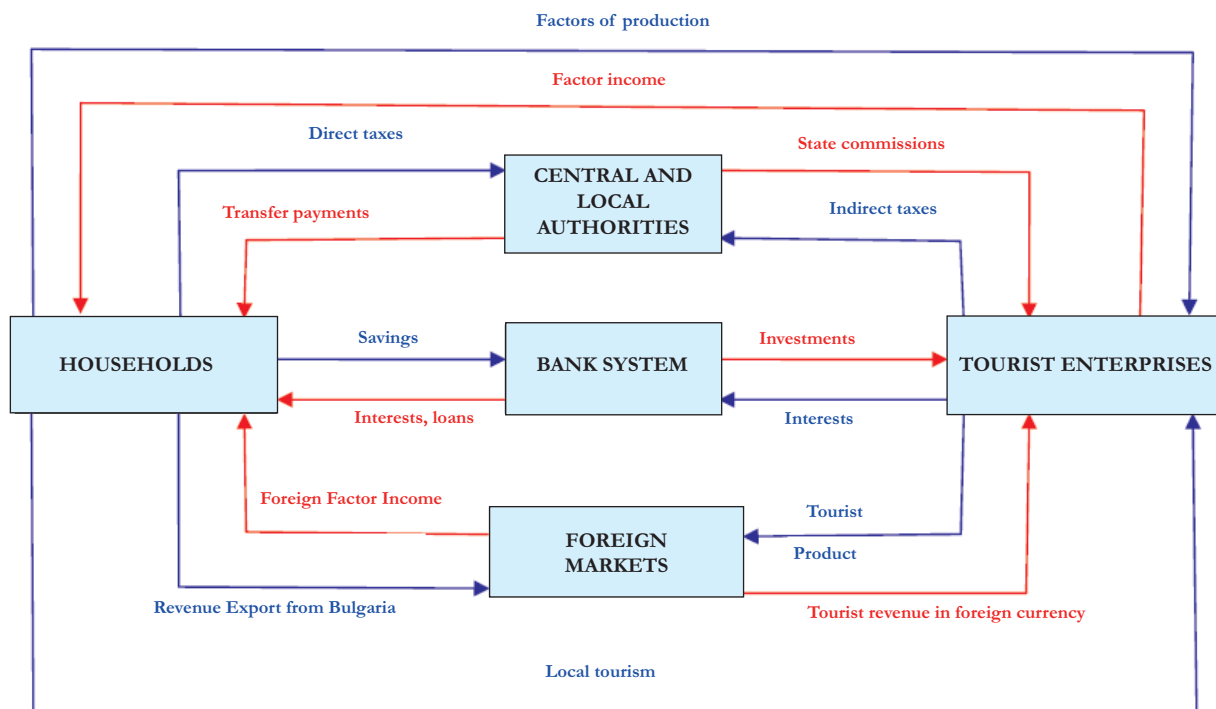 Factors of production
Factor income
Direct taxes
State commissions
CENTRAL AND
LOCAL
AUTHORITIES
Transfer payments
Indirect taxes
HOUSEHOLDS
Savings
BANK SYSTEM
Investments
TOURIST ENTERPRISES
Interests, loans
Interests
Foreign Factor Income
FOREIGN
MARKETS
Tourist
Product
Revenue Export from Bulgaria
Tourist revenue in foreign currency
Local tourism